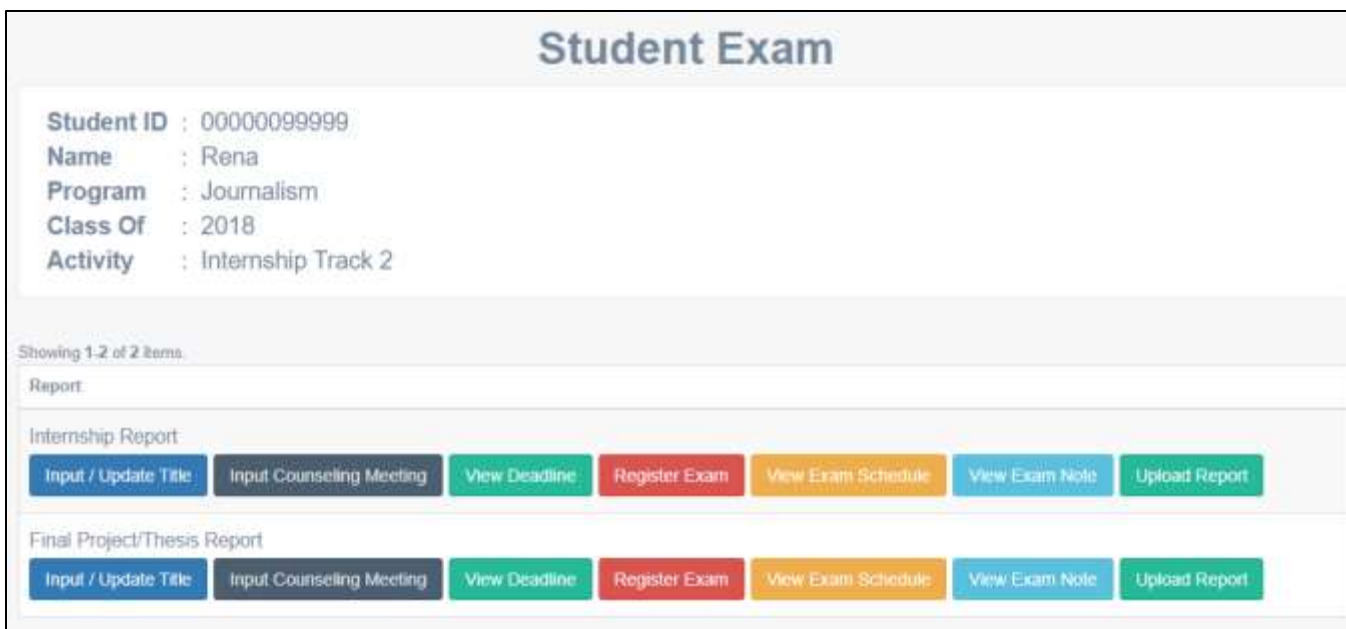 Student Exam
Student ID : 00000099999
Name : Rena
Program : Journalism
Class Of : 2018
Activity : Internship Track 2
Showing 1-2 of 2 items.
Report
Internship Report
Input / Update Title Input Counseling Meeting View Deadline Register Exam View Exam Schedule View Exam Note Upload Report
Final Project/Thesis Report
Input / Update Title Input Counseling Meeting View Deadline Register Exam View Exam Schedule View Exam Note Upload Report